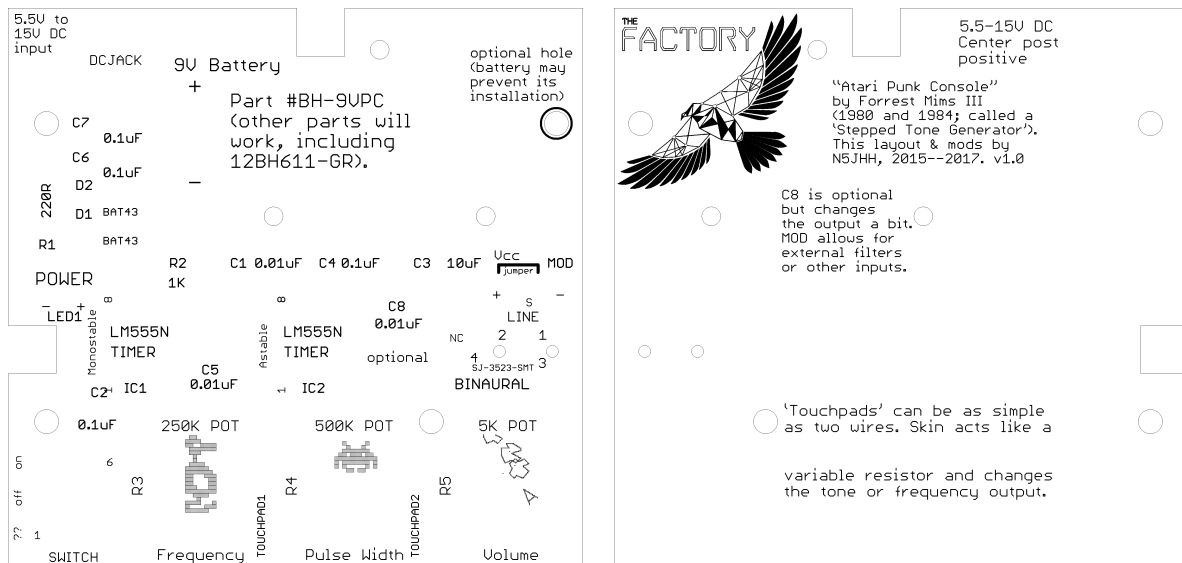 5.5V to
15V DC
input
DCJACK
9V Battery
+
optional hole
(battery may
prevent its
installation)
Part #BH-9VPC
(other parts will
work, including
12BH611-GR).
–
C7
0.1uF
C6
0.1uF
D2
220R
D1 BAT43
R1 BAT43
POWER
R2
1K
C1 0.01uF
C4 0.1uF
C3 10uF
Vcc
jumper
MOD
- +
LED1
Monostable
8
LM555N
TIMER
1
IC1
C2
0.1uF
C5
0.01uF
Astable
8
LM555N
TIMER
1
IC2
C8
0.01uF
optional
+ S -
LINE
NC 2 1
4 3
SJ-3523-SMT
BINAURAL
250K POT
500K POT
5K POT
on
off
??
6
1
SWITCH
R3
Frequency
TOUCHPAD1
R4
Pulse Width
TOUCHPAD2
R5
A
Volume
THE
FACTORY
5.5-15V DC
Center post
positive
"Atari Punk Console"
by Forrest Mims III
(1980 and 1984; called a
'Stepped Tone Generator').
This layout & mods by
N5JHH, 2015--2017. v1.0
C8 is optional
but changes
the output a bit.
MOD allows for
external filters
or other inputs.
'Touchpads' can be as simple
as two wires. Skin acts like a
variable resistor and changes
the tone or frequency output.